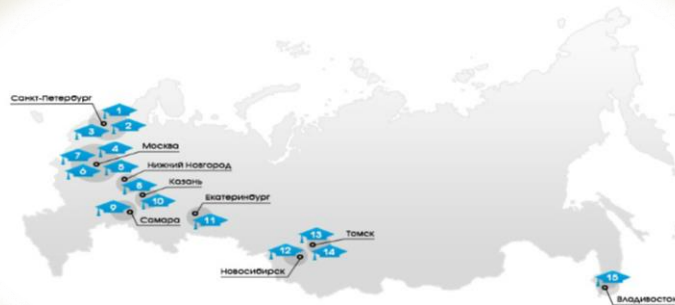 Санкт-Петербург
1
3
2
Москва
7
4
5
6
Нижний Новгород
8
Казань
10
9
Самара
Екатеринбург
11
13
Томск
12
14
Новосибирск
15
Владивосток